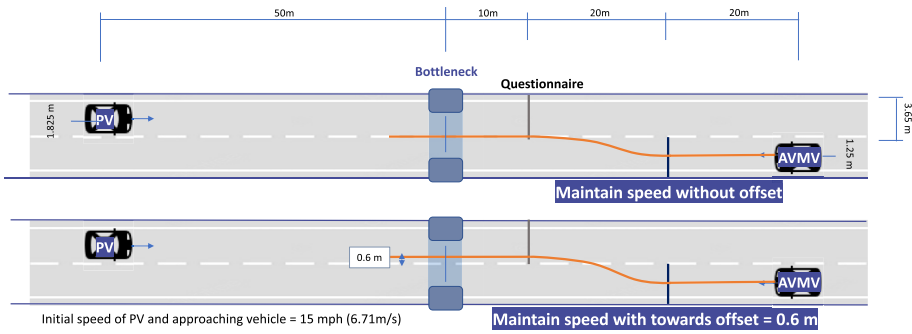 50m
10m
20m
20m
Bottleneck
Questionnaire
PV
1.825 m
3.65 m
AVMV
1.25 m
Maintain speed without offset
PV
0.6 m
AVMV
Initial speed of PV and approaching vehicle = 15 mph (6.71m/s)
Maintain speed with towards offset = 0.6 m